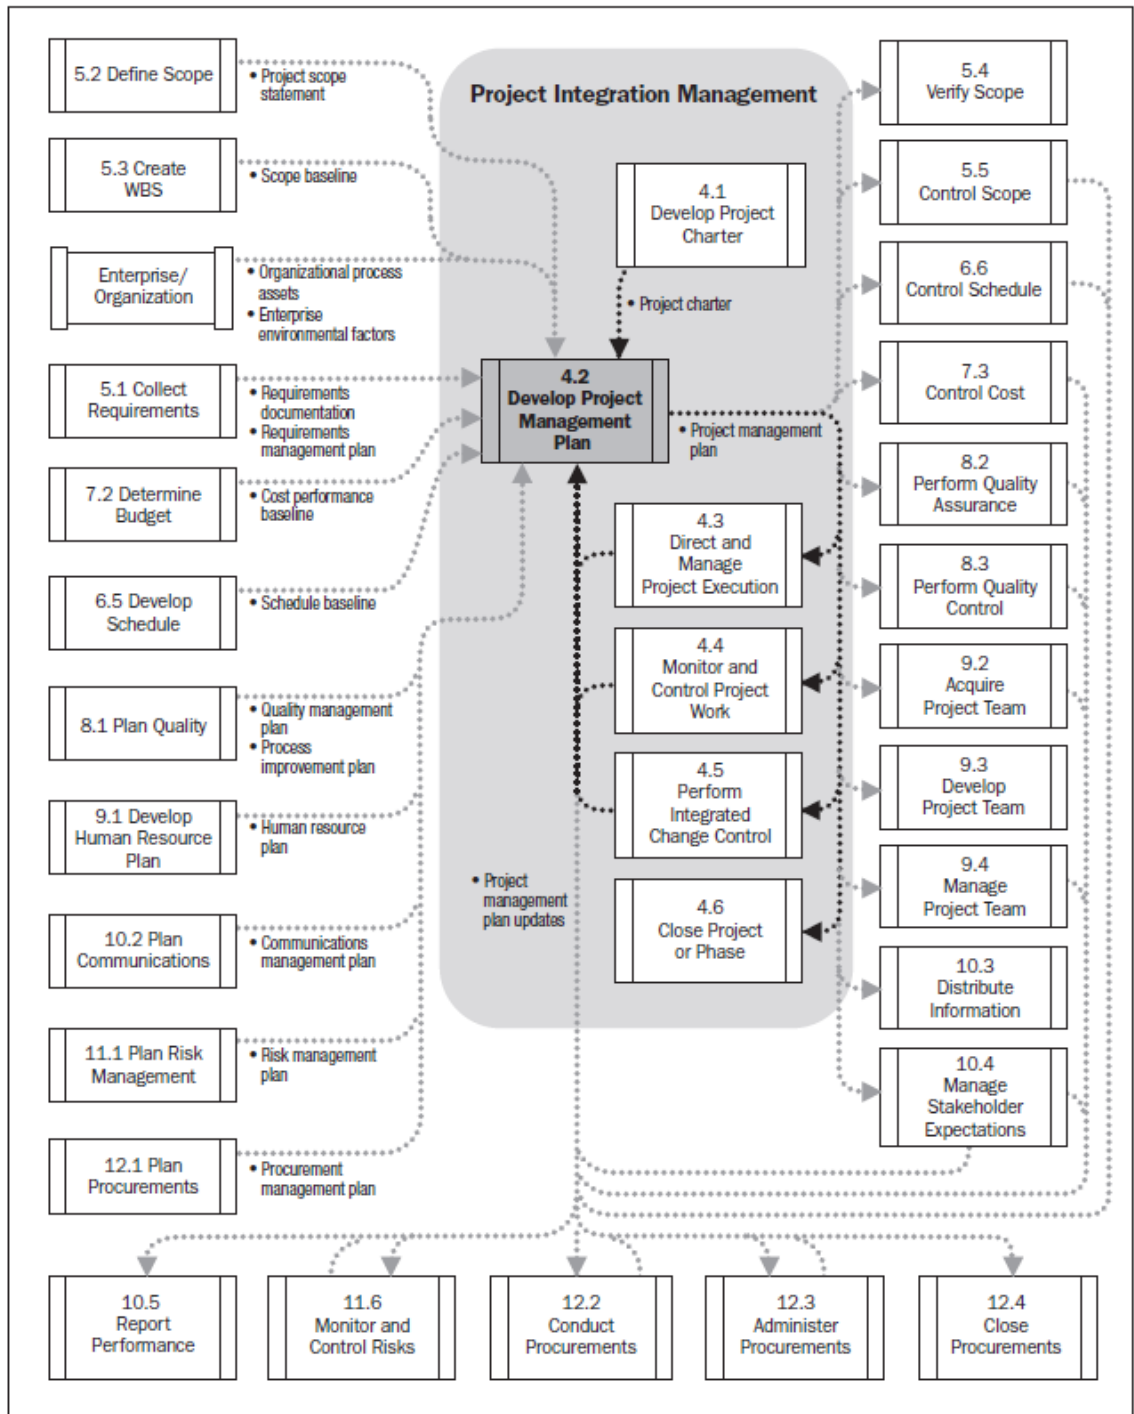 5.2 Define Scope
• Project scope
statement
5.3 Create
WBS
• Scope baseline
Enterprise/
Organization
• Organizational process
assets
• Enterprise
environmental factors
5.1 Collect
Requirements
• Requirements
documentation
• Requirements
management plan
7.2 Determine
Budget
• Cost performance
baseline
6.5 Develop
Schedule
• Schedule baseline
8.1 Plan Quality
• Quality management
plan
• Process
improvement plan
9.1 Develop
Human Resource
Plan
• Human resource
plan
10.2 Plan
Communications
• Communications
management plan
11.1 Plan Risk
Management
• Risk management
plan
12.1 Plan
Procurements
• Procurement
management plan
Project Integration Management
4.1
Develop Project
Charter
• Project charter
4.2
Develop Project
Management
Plan
• Project management
plan
4.3
Direct and
Manage
Project Execution
4.4
Monitor and
Control Project
Work
4.5
Perform
Integrated
Change Control
• Project
management
plan updates
4.6
Close Project
or Phase
5.4
Verify Scope
5.5
Control Scope
6.6
Control Schedule
7.3
Control Cost
8.2
Perform Quality
Assurance
8.3
Perform Quality
Control
9.2
Acquire
Project Team
9.3
Develop
Project Team
9.4
Manage
Project Team
10.3
Distribute
Information
10.4
Manage
Stakeholder
Expectations
10.5
Report
Performance
11.6
Monitor and
Control Risks
12.2
Conduct
Procurements
12.3
Administer
Procurements
12.4
Close
Procurements